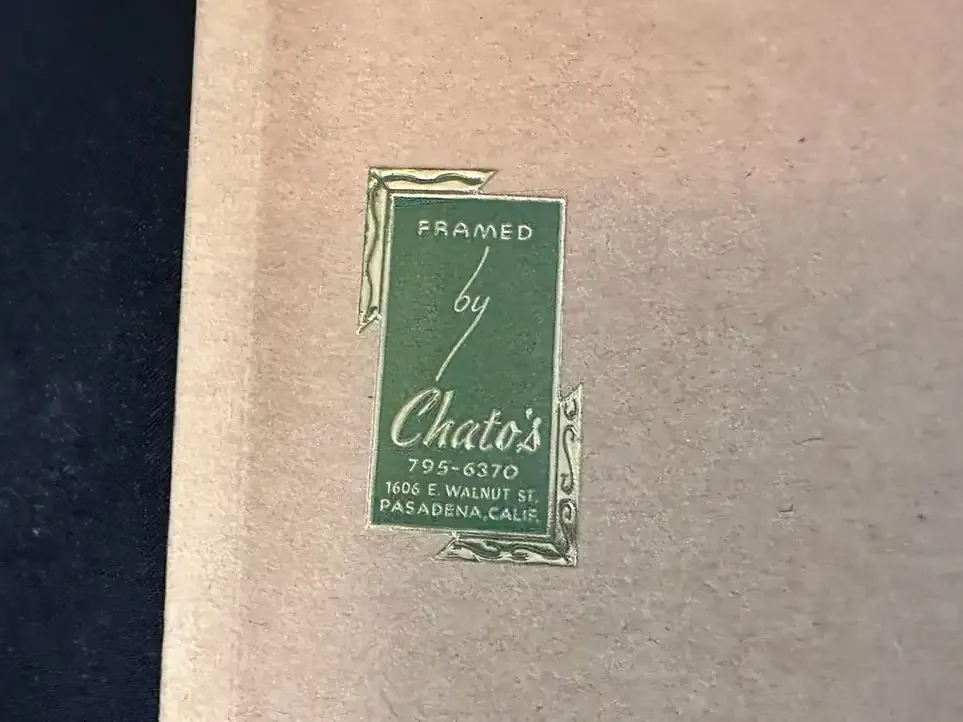 FRAMED
by
Chato's
795-6370
1606 E. WALNUT ST.
PASADENA, CALIF.